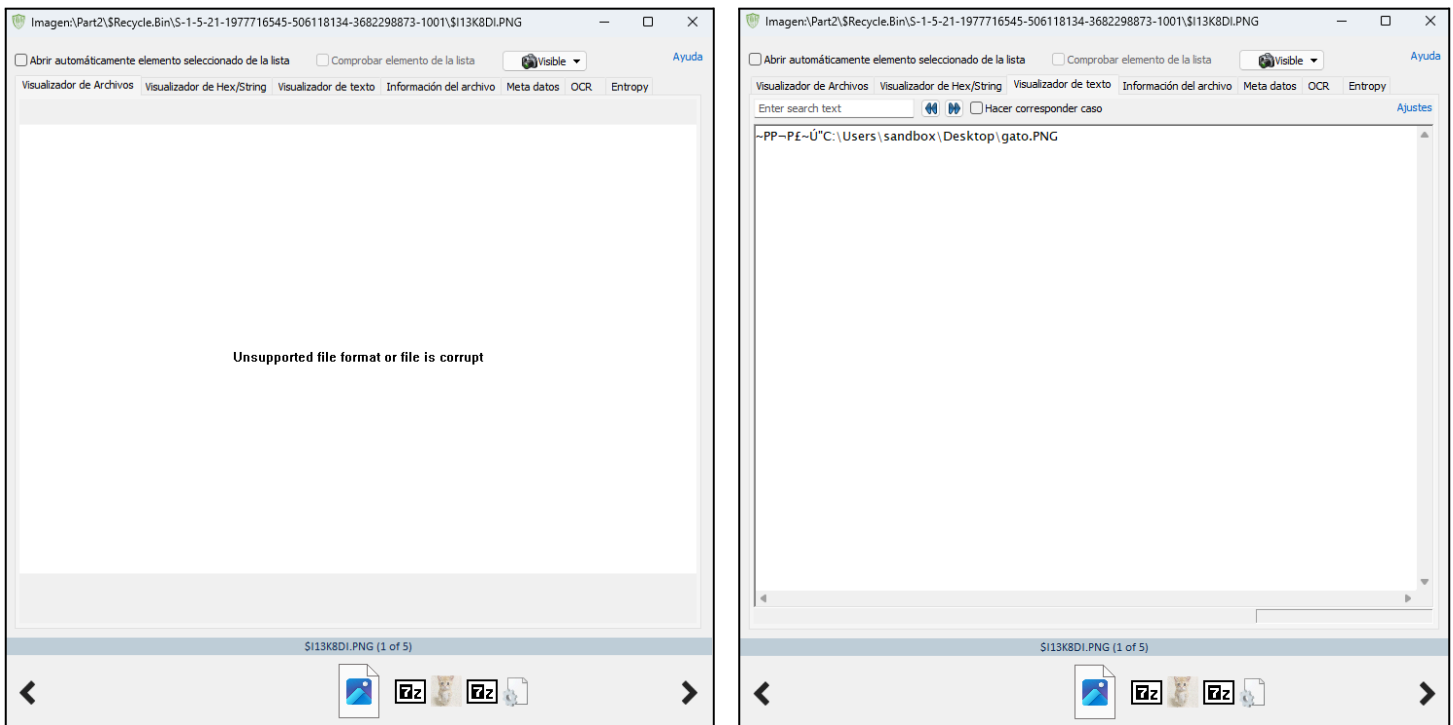 Imagen:\Part2\$Recycle.Bin\S-1-5-21-1977716545-506118134-3682298873-1001\$I13K8DI.PNG
Abrir automáticamente elemento seleccionado de la lista
Comprobar elemento de la lista
Visible
Ayuda
Visualizador de Archivos
Visualizador de Hex/String
Visualizador de texto
Información del archivo
Meta datos
OCR
Entropy
Unsupported file format or file is corrupt
$I13K8DI.PNG (1 of 5)
7z
7z
Imagen:\Part2\$Recycle.Bin\S-1-5-21-1977716545-506118134-3682298873-1001\$I13K8DI.PNG
Abrir automáticamente elemento seleccionado de la lista
Comprobar elemento de la lista
Visible
Ayuda
Visualizador de Archivos
Visualizador de Hex/String
Visualizador de texto
Información del archivo
Meta datos
OCR
Entropy
Enter search text
Hacer corresponder caso
Ajustes
~PP¬P£~Ú"C:\Users\sandbox\Desktop\gato.PNG
$I13K8DI.PNG (1 of 5)
7z
7z